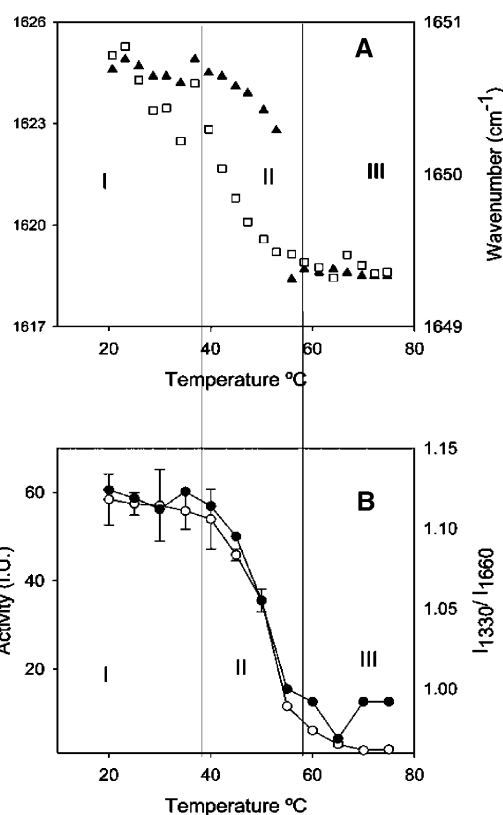 1626
1623
1620
1617
A
I
II
III
1651
1650
1649
Wavenumber (cm⁻¹)
20 40 60 80
Temperature ºC
60
40
20
Activity (I.U.)
B
I
II
III
1.15
1.10
1.05
1.00
I1330/ I1660
20 40 60 80
Temperature ºC